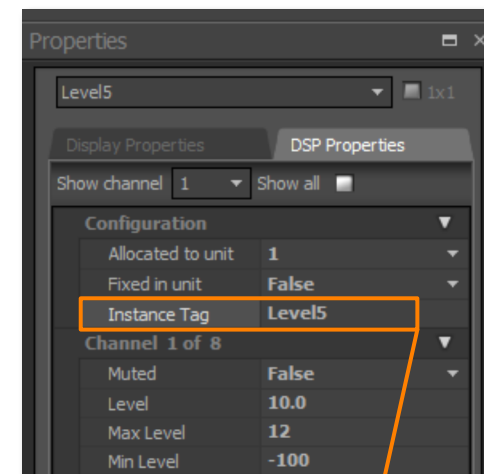 Properties
Level5 1x1
Display Properties DSP Properties
Show channel 1 Show all
Configuration
Allocated to unit 1
Fixed in unit False
Instance Tag Level5
Channel 1 of 8
Muted False
Level 10.0
Max Level 12
Min Level -100